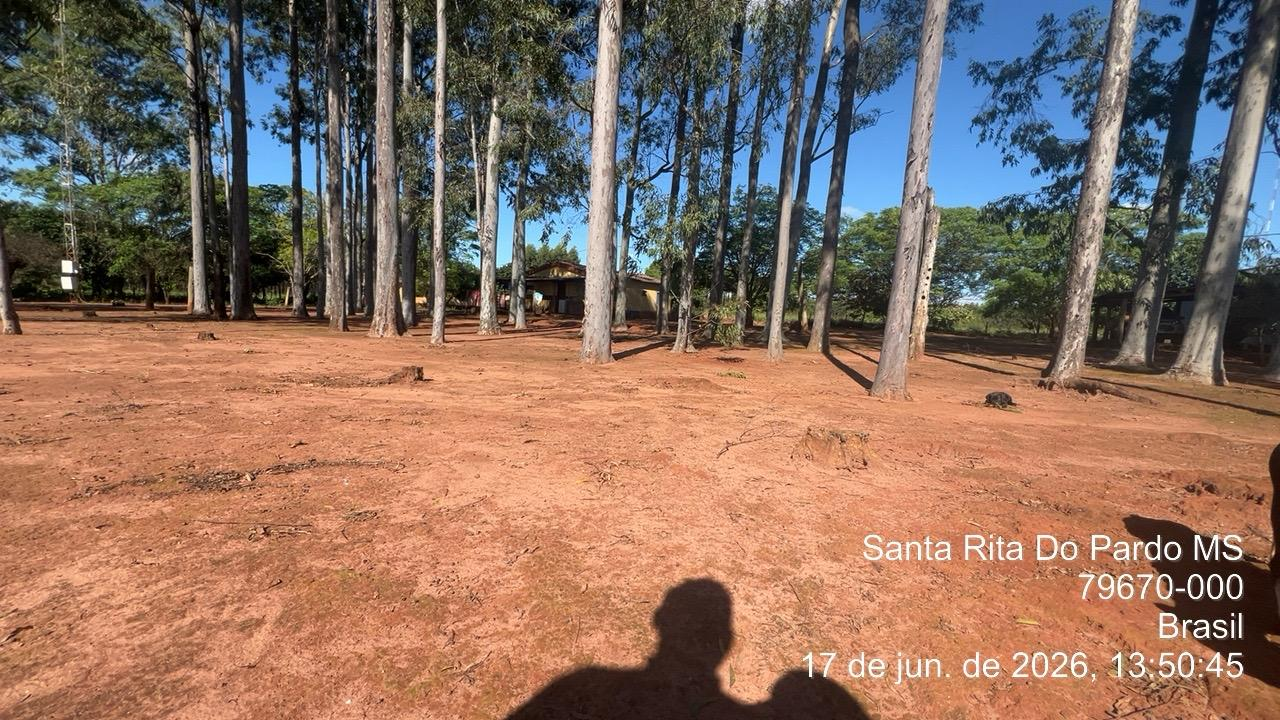 Santa Rita Do Pardo MS
79670-000
Brasil
17 de jun. de 2026, 13:50:45